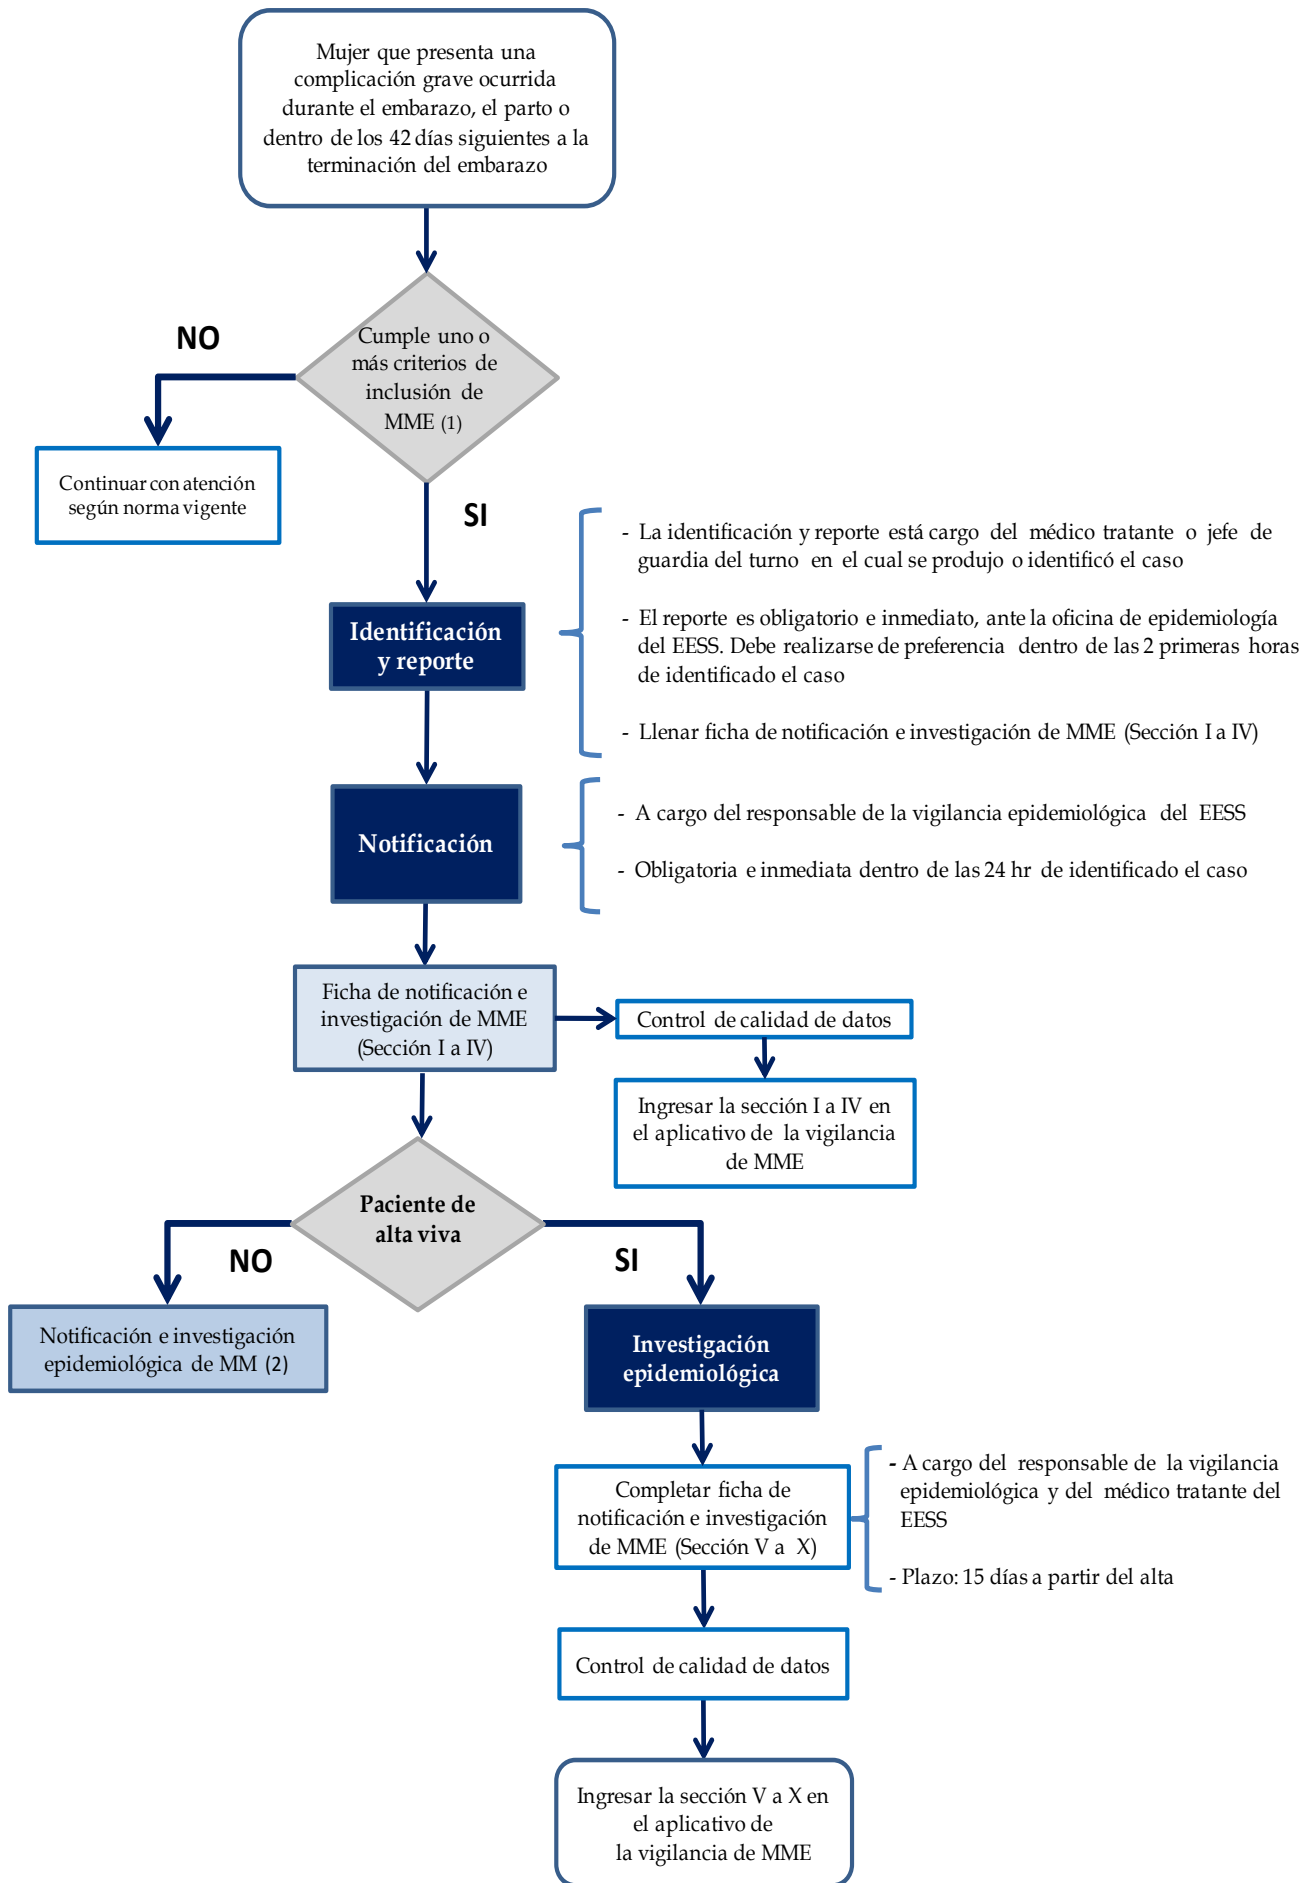 Mujer que presenta una
complicación grave ocurrida
durante el embarazo, el parto o
dentro de los 42 días siguientes a la
terminación del embarazo
NO
Cumple uno o
más criterios de
inclusión de
MME (1)
Continuar con atención
según norma vigente
SI
- La identificación y reporte está cargo del médico tratante o jefe de
guardia del turno en el cual se produjo o identificó el caso
Identificación
y reporte
- El reporte es obligatorio e inmediato, ante la oficina de epidemiología
del EESS. Debe realizarse de preferencia dentro de las 2 primeras horas
de identificado el caso
- Llenar ficha de notificación e investigación de MME (Sección I a IV)
Notificación
- A cargo del responsable de la vigilancia epidemiológica del EESS
- Obligatoria e inmediata dentro de las 24 hr de identificado el caso
Ficha de notificación e
investigación de MME
(Sección I a IV)
Control de calidad de datos
Ingresar la sección I a IV en
el aplicativo de la vigilancia
de MME
Paciente de
alta viva
NO
SI
Notificación e investigación
epidemiológica de MM (2)
Investigación
epidemiológica
Completar ficha de
notificación e investigación
de MME (Sección V a X)
- A cargo del responsable de la vigilancia
epidemiológica y del médico tratante del
EESS
- Plazo: 15 días a partir del alta
Control de calidad de datos
Ingresar la sección V a X en
el aplicativo de
la vigilancia de MME